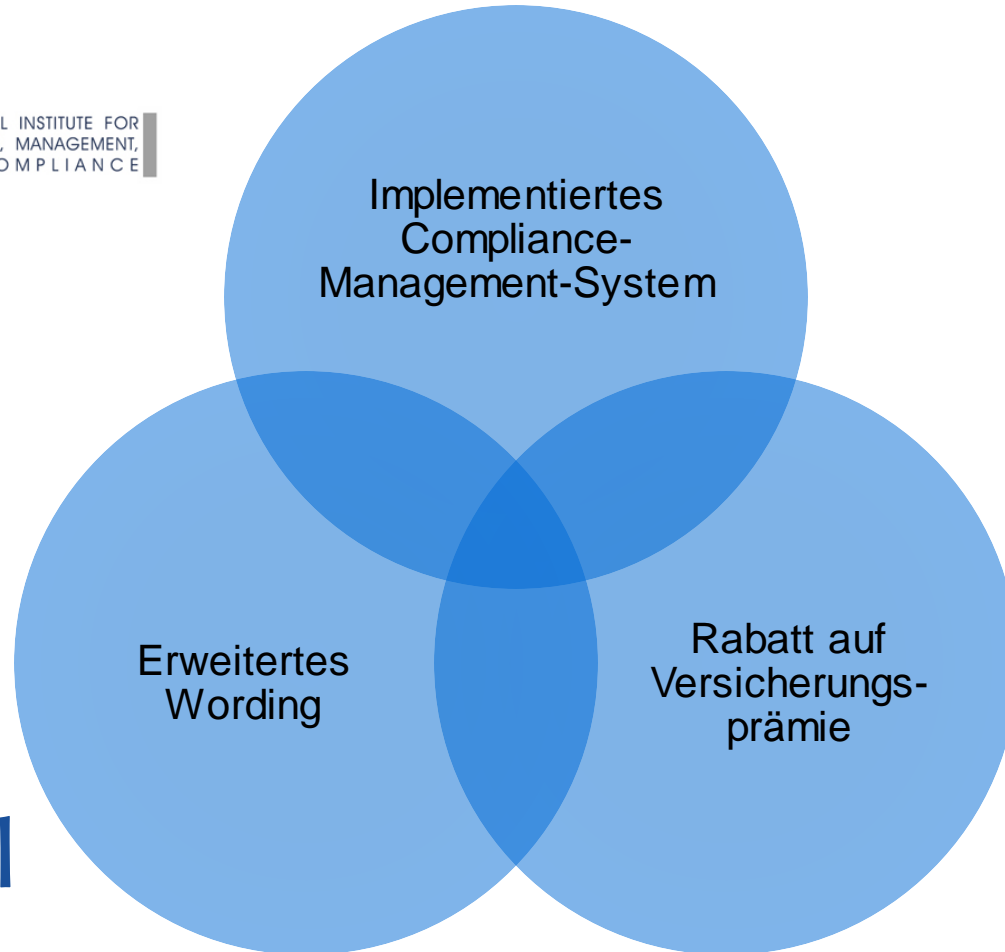 L INSTITUTE FOR
, MANAGEMENT,
OMPLIANCE
Implementiertes
Compliance-
Management-System
Erweitertes
Wording
Rabatt auf
Versicherungs-
prämie